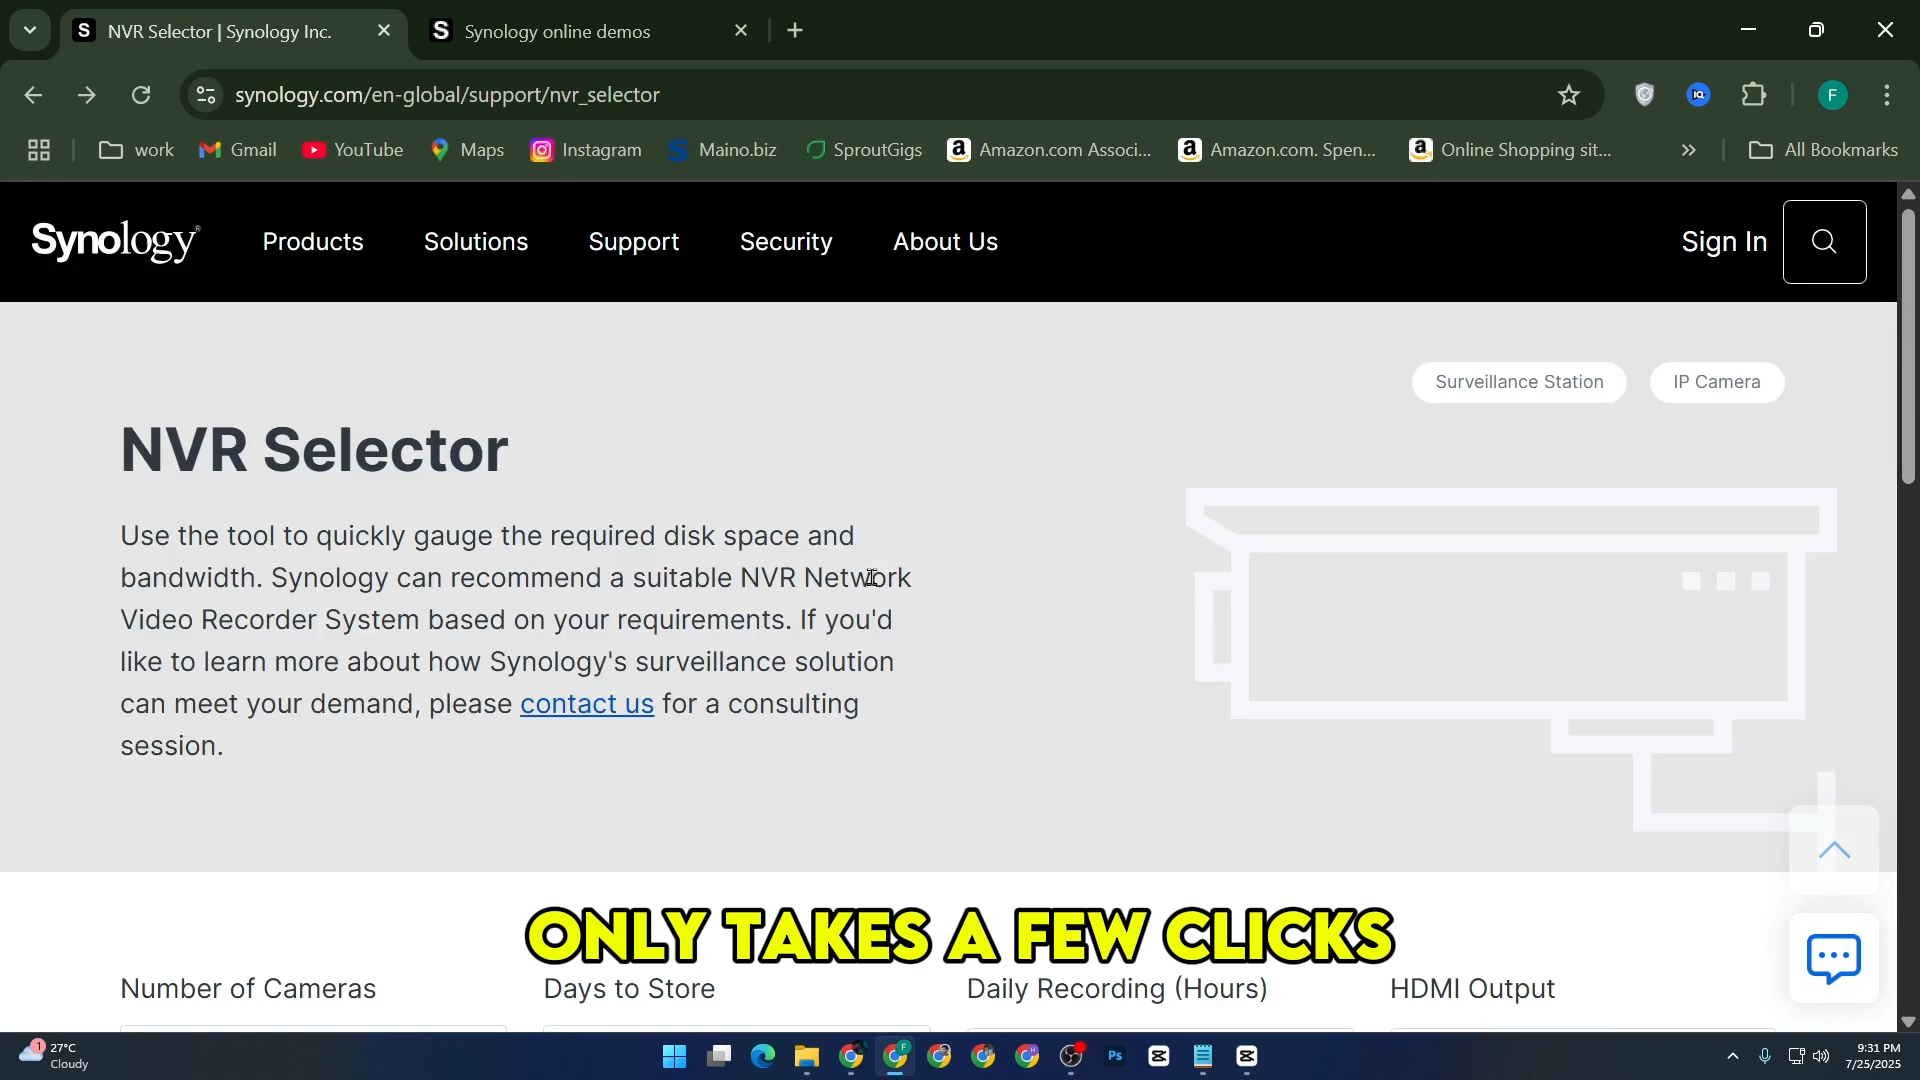 NVR Selector | Synology Inc.
Synology online demos
synology.com/en-global/support/nvr_selector
F
work
Gmail
YouTube
Maps
Instagram
Maino.biz
SproutGigs
Amazon.com Associ...
Amazon.com. Spen...
Online Shopping sit...
All Bookmarks
Synology
Products
Solutions
Support
Security
About Us
Sign In
Surveillance Station
IP Camera
NVR Selector
Use the tool to quickly gauge the required disk space and
bandwidth. Synology can recommend a suitable NVR Network
Video Recorder System based on your requirements. If you'd
like to learn more about how Synology's surveillance solution
can meet your demand, please contact us for a consulting
session.
ONLY TAKES A FEW CLICKS
Number of Cameras
Days to Store
Daily Recording (Hours)
HDMI Output
1
27°C
Cloudy
Ps
9:31 PM
7/25/2025